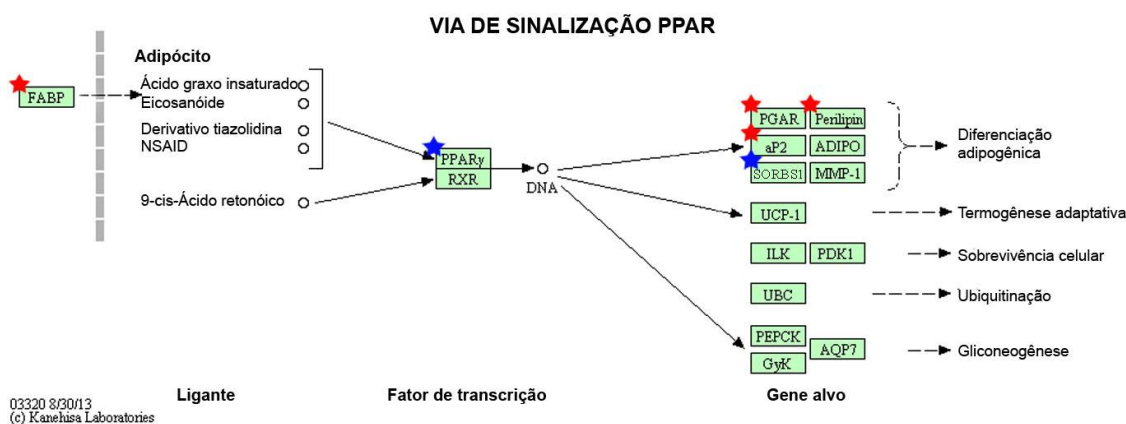 VIA DE SINALIZAÇÃO PPAR
Adipócito
FABP
Ácido graxo insaturado
Eicosanóide
Derivativo tiazolidina
NSAID
9-cis-Ácido retonóico
PPARγ
RXR
DNA
PGAR Perilipin
aP2 ADIPO
SORBS1 MMP-1
Diferenciação
adipogênica
UCP-1
Termogênese adaptativa
ILK PDK1
Sobrevivência celular
UBC
Ubiquitinação
PEPCK
GyK
AQP7
Gliconeogênese
Ligante
Fator de transcrição
Gene alvo
03320 8/30/13
(c) Kanehisa Laboratories